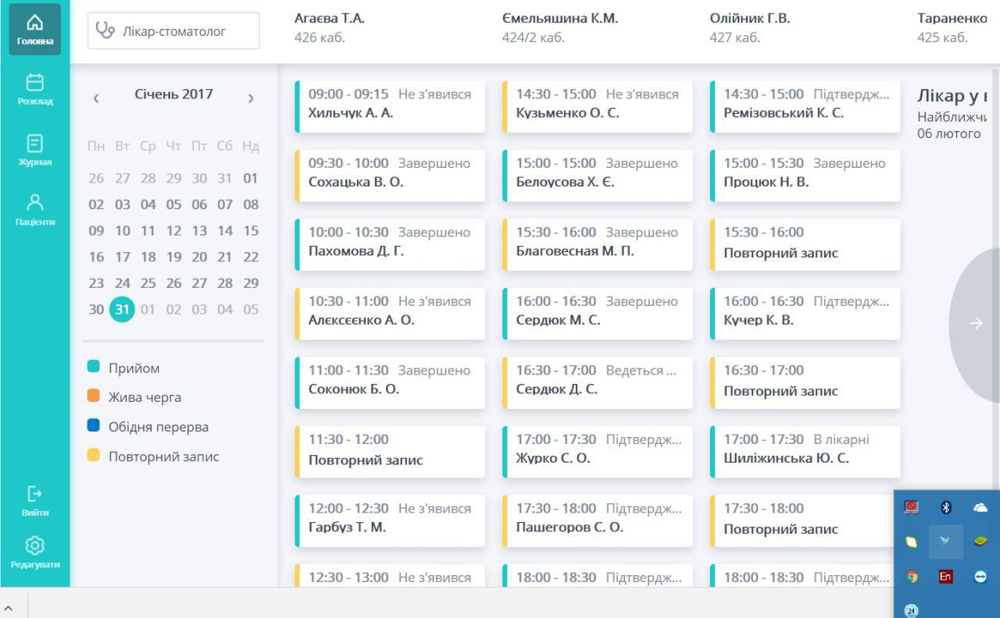 Головна
Розклад
Журнал
Пацієнти
Вийти
Редагувати
Лікар-стоматолог
Січень 2017
Пн Вт Ср Чт Пт Сб Нд
26 27 28 29 30 31 01
02 03 04 05 06 07 08
09 10 11 12 13 14 15
16 17 18 19 20 21 22
23 24 25 26 27 28 29
30 31 01 02 03 04 05
Прийом
Жива черга
Обідня перерва
Повторний запис
Агаєва Т.А.
426 каб.
09:00 - 09:15 Не з'явився
Хильчук А. А.
09:30 - 10:00 Завершено
Сохацька В. О.
10:00 - 10:30 Завершено
Пахомова Д. Г.
10:30 - 11:00 Не з'явився
Алєксєєнко А. О.
11:00 - 11:30 Завершено
Соконюк Б. О.
11:30 - 12:00
Повторний запис
12:00 - 12:30 Не з'явився
Гарбуз Т. М.
12:30 - 13:00 Не з'явився
Ємельяшина К.М.
424/2 каб.
14:30 - 15:00 Не з'явився
Кузьменко О. С.
15:00 - 15:00 Завершено
Белоусова Х. Є.
15:30 - 16:00 Завершено
Благовесная М. П.
16:00 - 16:30 Завершено
Сердюк М. С.
16:30 - 17:00 Ведеться ...
Сердюк Д. С.
17:00 - 17:30 Підтвердж...
Журко С. О.
17:30 - 18:00 Підтвердж...
Пашегоров С. О.
18:00 - 18:30 Підтвердж...
Олійник Г.В.
427 каб.
14:30 - 15:00 Підтвердж...
Ремізовський К. С.
15:00 - 15:30 Завершено
Процюк Н. В.
15:30 - 16:00
Повторний запис
16:00 - 16:30 Підтвердж...
Кучер К. В.
16:30 - 17:00
Повторний запис
17:00 - 17:30 В лікарні
Шиліжинська Ю. С.
17:30 - 18:00
Повторний запис
18:00 - 18:30 Підтвердж...
Тараненко
425 каб.
Лікар у
Найближчи
06 лютого
En
24